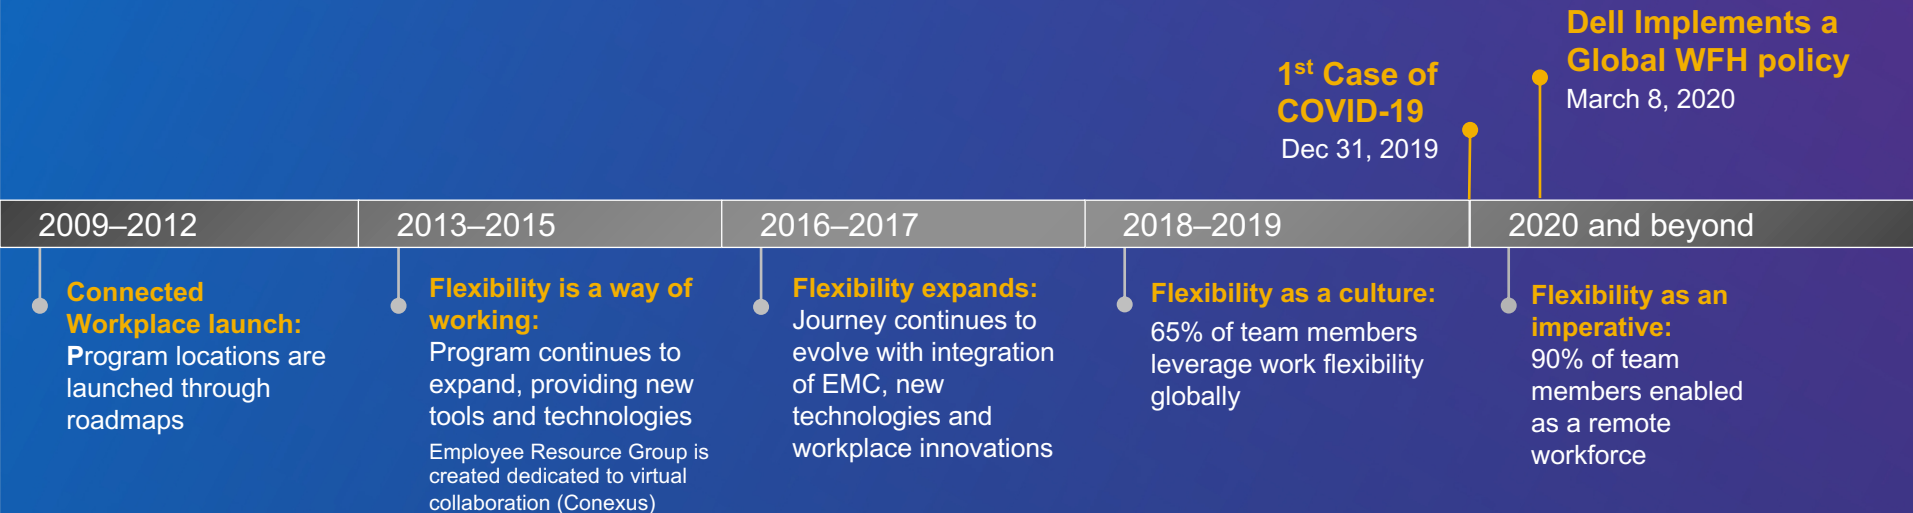 Dell Implements a
Global WFH policy
March 8, 2020
1st Case of
COVID-19
Dec 31, 2019
2009–2012
2013–2015
2016–2017
2018–2019
2020 and beyond
Connected
Workplace launch:
Program locations are
launched through
roadmaps
Flexibility is a way of
working:
Program continues to
expand, providing new
tools and technologies
Employee Resource Group is
created dedicated to virtual
collaboration (Conexus)
Flexibility expands:
Journey continues to
evolve with integration
of EMC, new
technologies and
workplace innovations
Flexibility as a culture:
65% of team members
leverage work flexibility
globally
Flexibility as an
imperative:
90% of team
members enabled
as a remote
workforce